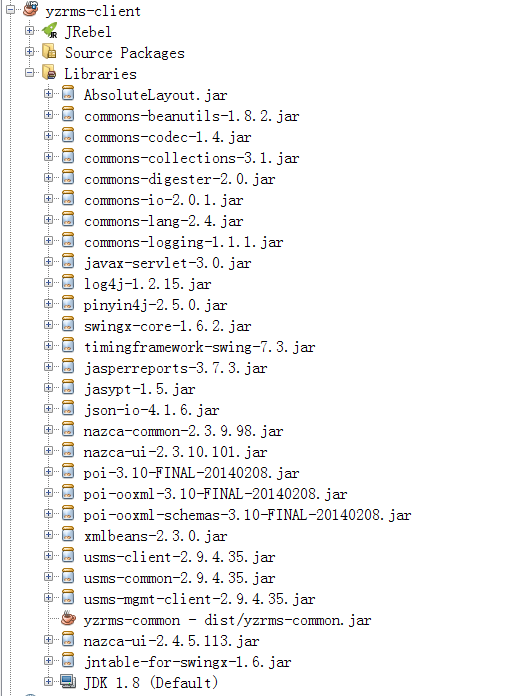 yzrms-client
JRebel
Source Packages
Libraries
AbsoluteLayout.jar
commons-beanutils-1.8.2.jar
commons-codec-1.4.jar
commons-collections-3.1.jar
commons-digester-2.0.jar
commons-io-2.0.1.jar
commons-lang-2.4.jar
commons-logging-1.1.1.jar
javax-servlet-3.0.jar
log4j-1.2.15.jar
pinyin4j-2.5.0.jar
swingx-core-1.6.2.jar
timingframework-swing-7.3.jar
jasperreports-3.7.3.jar
jasypt-1.5.jar
json-io-4.1.6.jar
nazca-common-2.3.9.98.jar
nazca-ui-2.3.10.101.jar
poi-3.10-FINAL-20140208.jar
poi-ooxml-3.10-FINAL-20140208.jar
poi-ooxml-schemas-3.10-FINAL-20140208.jar
xmlbeans-2.3.0.jar
usms-client-2.9.4.35.jar
usms-common-2.9.4.35.jar
usms-mgmt-client-2.9.4.35.jar
yzrms-common - dist/yzrms-common.jar
nazca-ui-2.4.5.113.jar
jntable-for-swingx-1.6.jar
JDK 1.8 (Default)